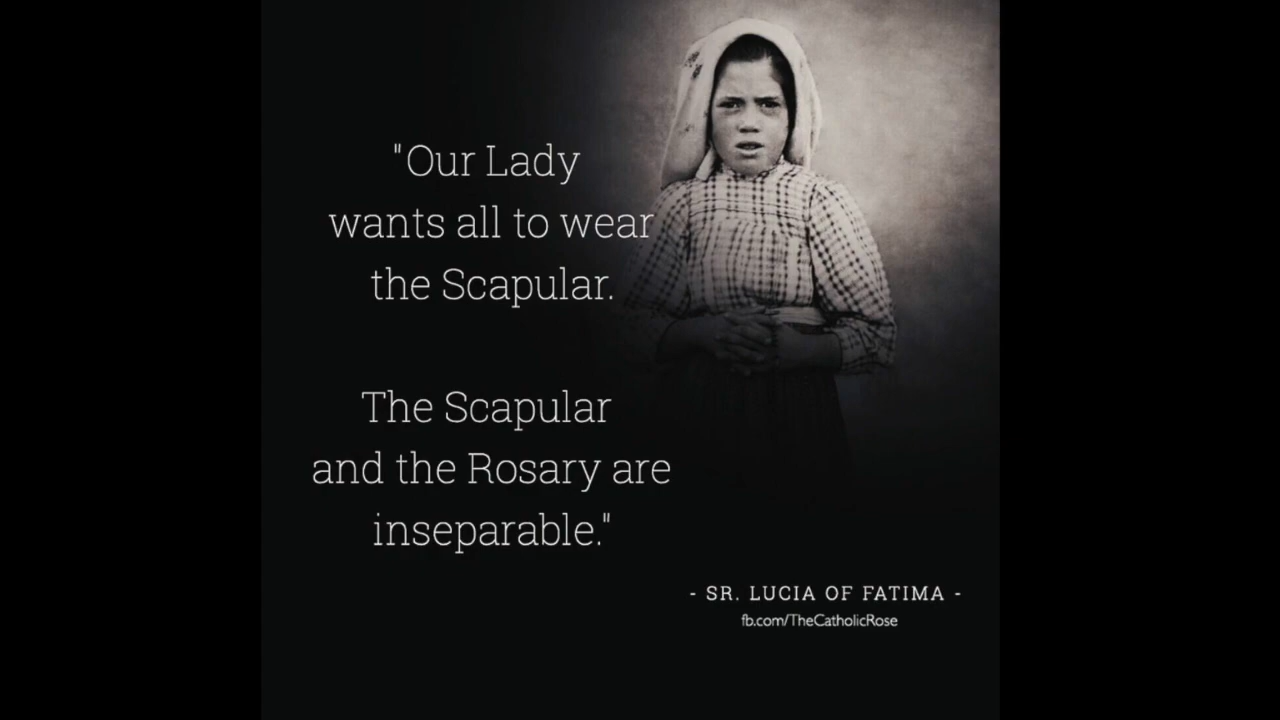 "Our Lady
wants all to wear
the Scapular.
The Scapular
and the Rosary are
inseparable."
- SR. LUCIA OF FATIMA -
fb.com/TheCatholicRose